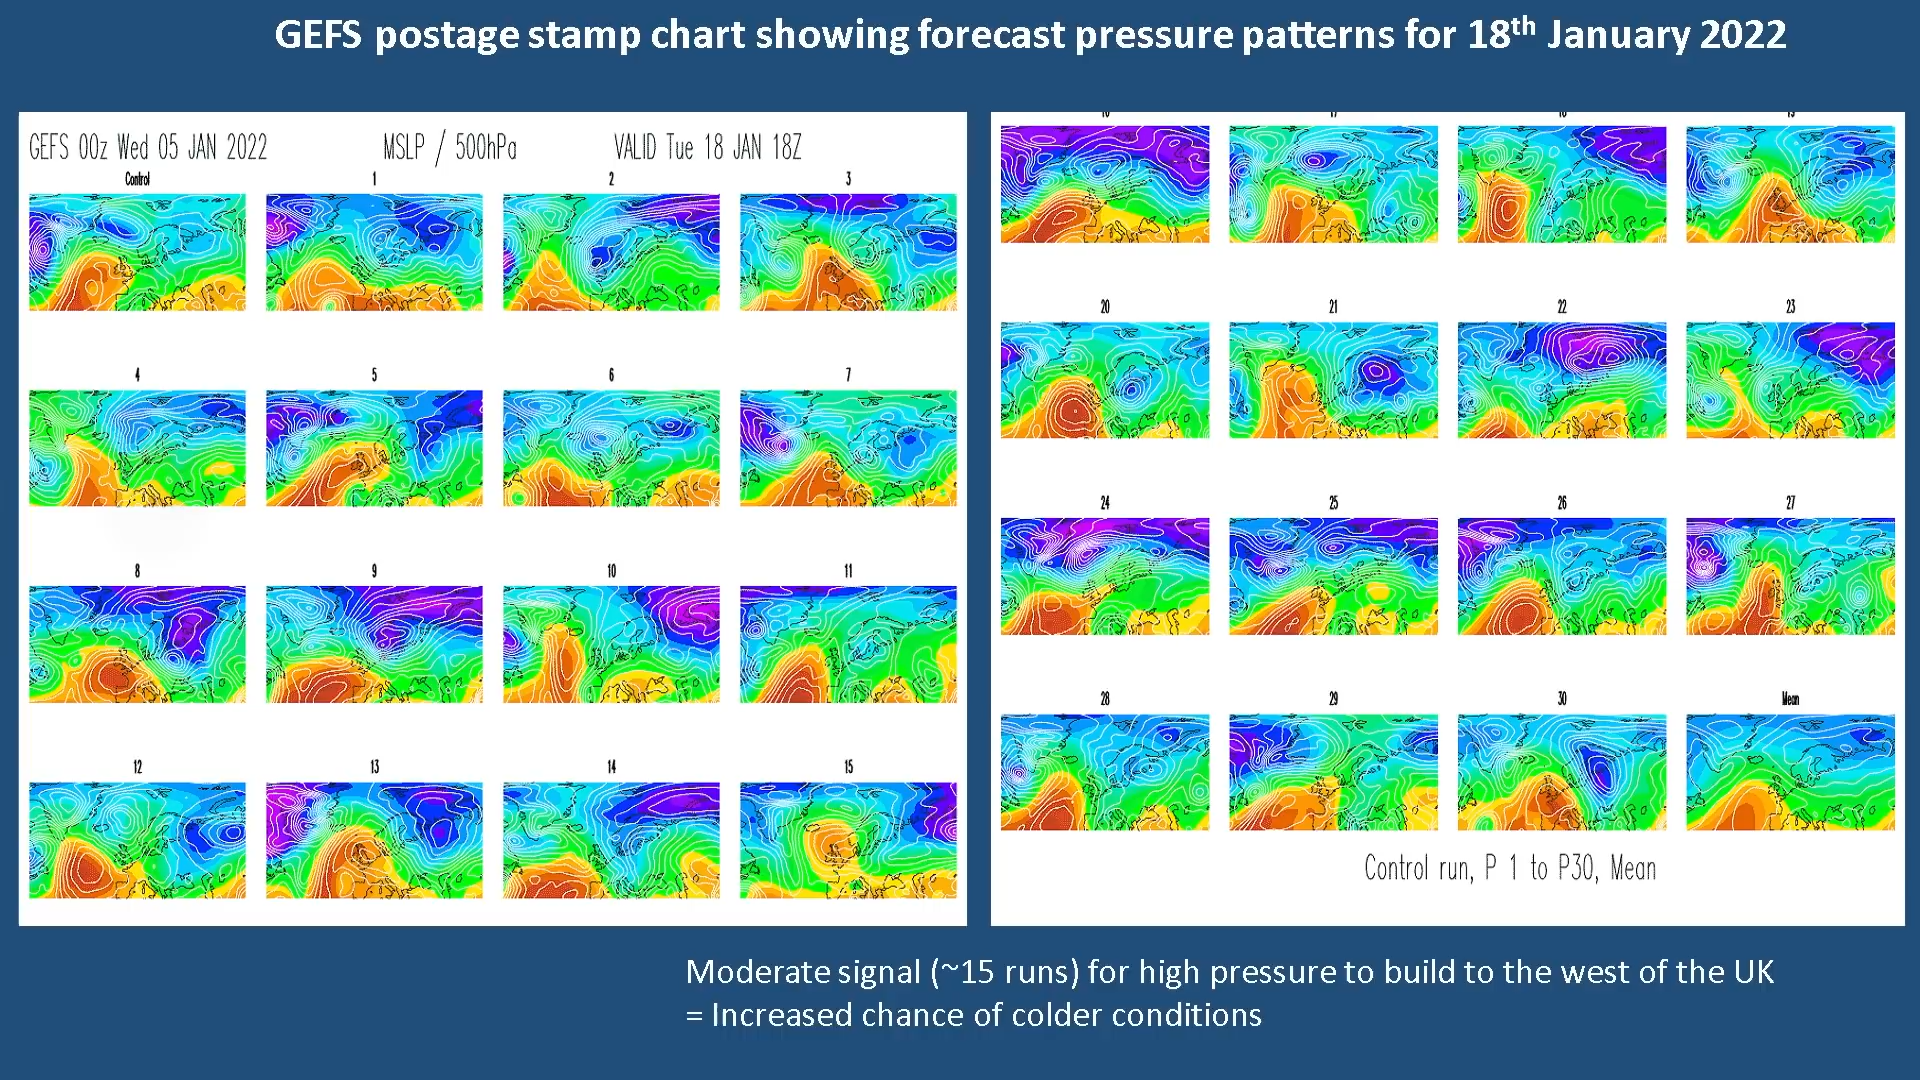 GEFS postage stamp chart showing forecast pressure patterns for 18th January 2022
GEFS 00z Wed 05 JAN 2022 MSLP / 500hPa VALID Tue 18 JAN 18Z
Control 1 2 3
4 5 6 7
8 9 10 11
12 13 14 15
20 21 22 23
24 25 26 27
28 29 30 Mean
Control run, P 1 to P30, Mean
Moderate signal (~15 runs) for high pressure to build to the west of the UK
= Increased chance of colder conditions